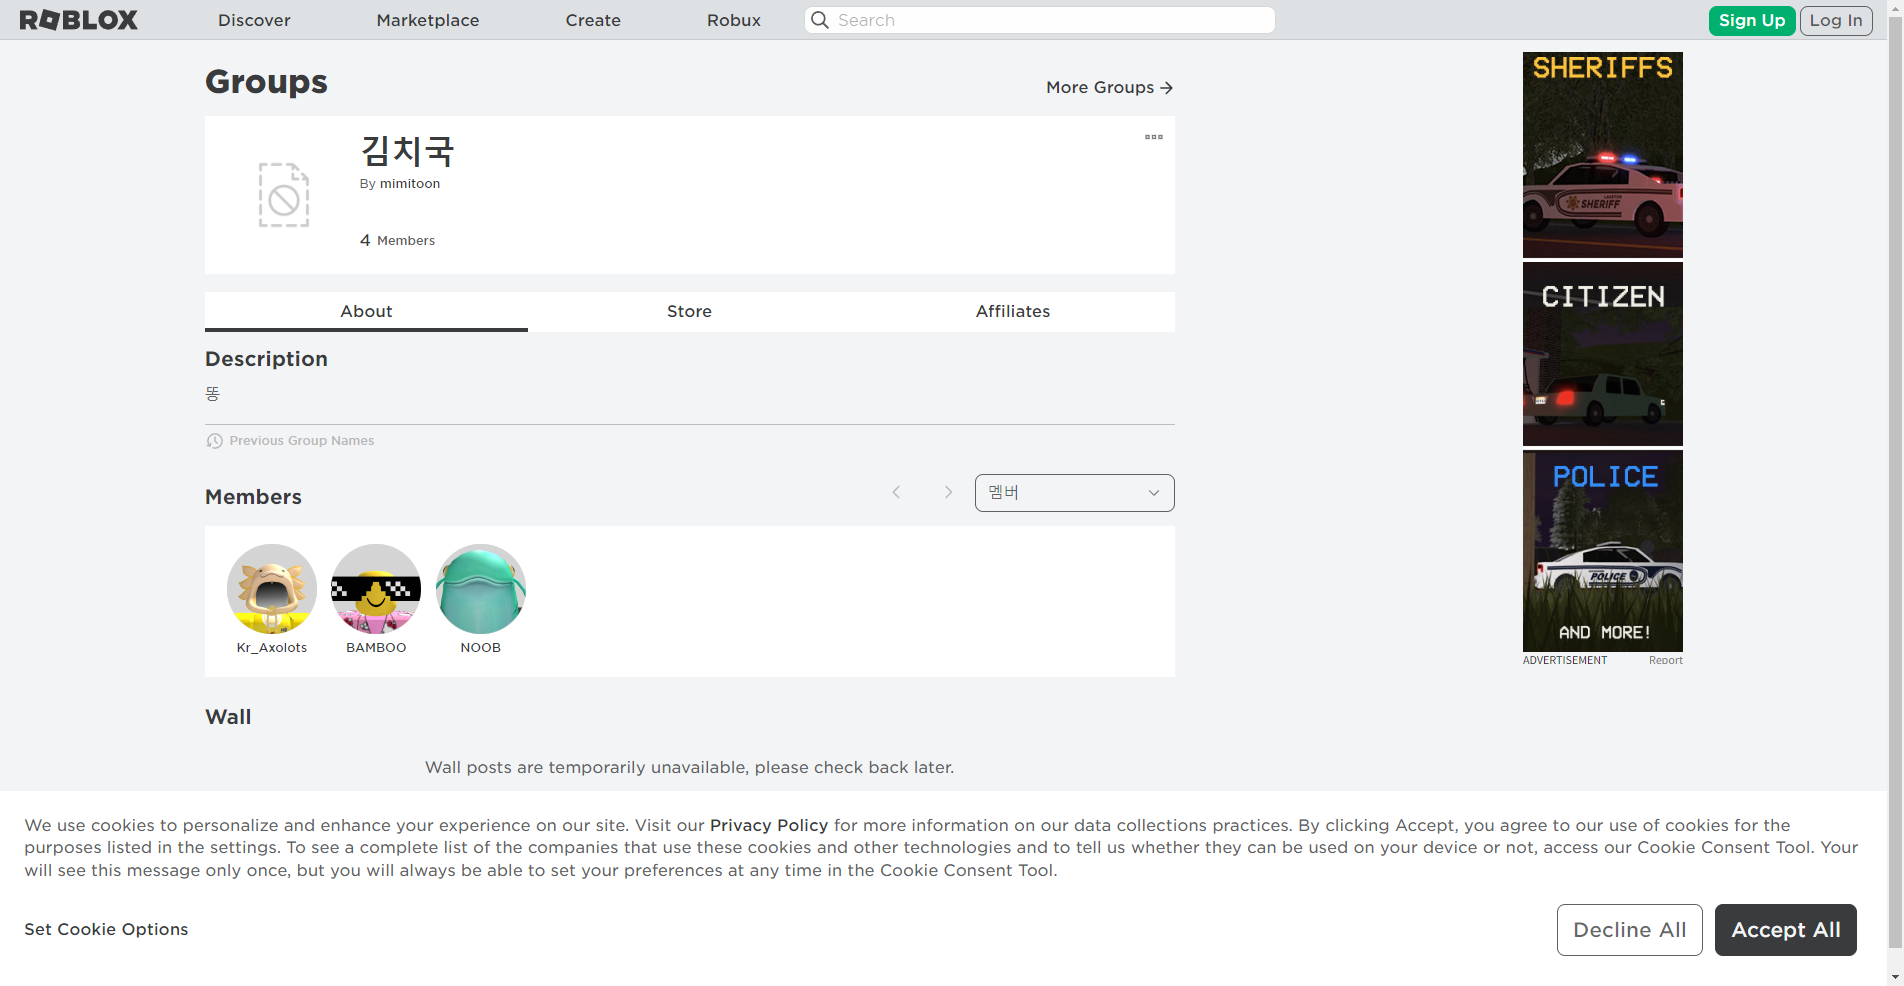 ROBLOX
Discover
Marketplace
Create
Robux
Search
Sign Up
Log In
Groups
More Groups
김치국
By mimitoon
4 Members
About
Store
Affiliates
Description
똥
Previous Group Names
Members
멤버
Kr_Axolots
BAMBOO
NOOB
Wall
Wall posts are temporarily unavailable, please check back later.
SHERIFFS
SHERIFF
CITIZEN
POLICE
POLICE
AND MORE!
ADVERTISEMENT
Report
We use cookies to personalize and enhance your experience on our site. Visit our Privacy Policy for more information on our data collections practices. By clicking Accept, you agree to our use of cookies for the
purposes listed in the settings. To see a complete list of the companies that use these cookies and other technologies and to tell us whether they can be used on your device or not, access our Cookie Consent Tool. Your
will see this message only once, but you will always be able to set your preferences at any time in the Cookie Consent Tool.
Set Cookie Options
Decline All
Accept All